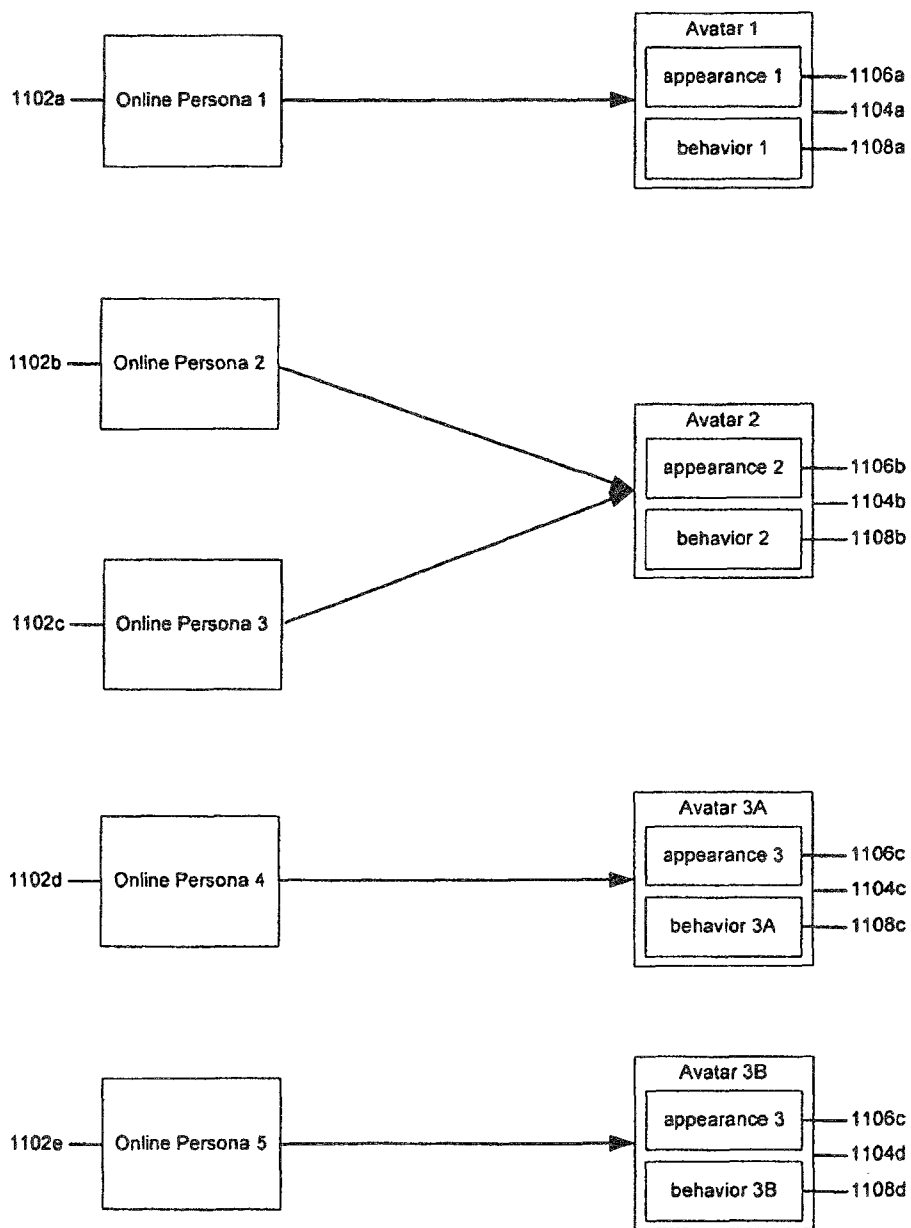 Avatar 1
1102a
Online Persona 1
appearance 1
1106a
1104a
behavior 1
1108a
1102b
Online Persona 2
Avatar 2
appearance 2
1106b
1104b
behavior 2
1108b
1102c
Online Persona 3
Avatar 3A
1102d
Online Persona 4
appearance 3
1106c
1104c
behavior 3A
1108c
Avatar 3B
1102e
Online Persona 5
appearance 3
1106c
1104d
behavior 3B
1108d